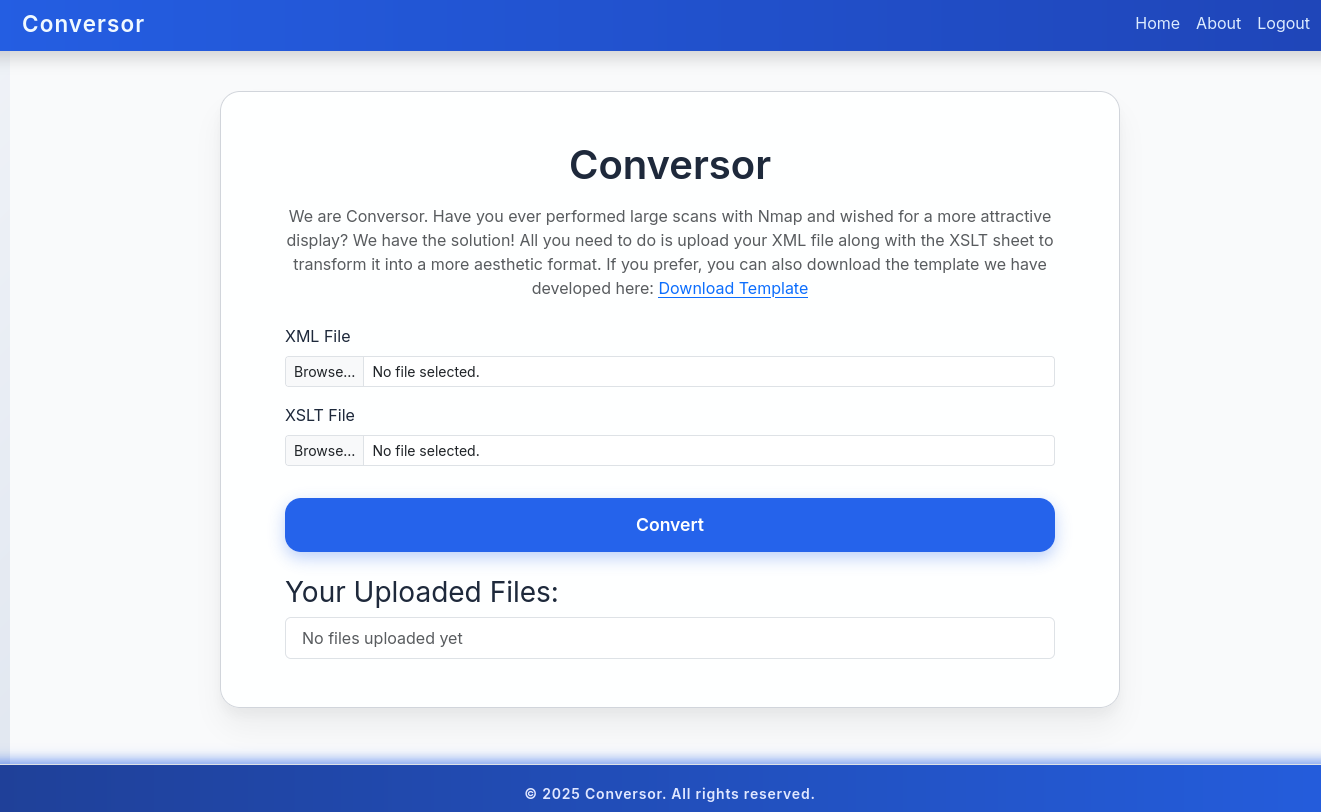 Conversor
Home About Logout
Conversor
We are Conversor. Have you ever performed large scans with Nmap and wished for a more attractive
display? We have the solution! All you need to do is upload your XML file along with the XSLT sheet to
transform it into a more aesthetic format. If you prefer, you can also download the template we have
developed here: Download Template
XML File
Browse... No file selected.
XSLT File
Browse... No file selected.
Convert
Your Uploaded Files:
No files uploaded yet
© 2025 Conversor. All rights reserved.